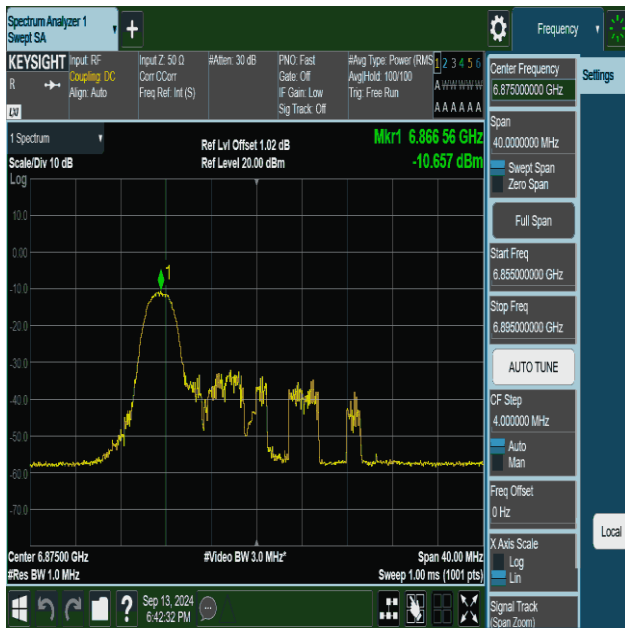 Spectrum Analyzer 1
Swept SA
Frequency
KEYSIGHT
Input: RF
Coupling: DC
Align: Auto
Input Z: 50 Ω
Corr CCorr
Freq Ref: Int (S)
#Atten: 30 dB
PNO: Fast
Gate: Off
IF Gain: Low
Sig Track: Off
#Avg Type: Power (RMS
Avg|Hold: 100/100
Trig: Free Run
1 2 3 4 5 6
A W W W W W
A A A A A A
R
LXI
Center Frequency
6.875000000 GHz
Settings
1 Spectrum
Scale/Div 10 dB
Ref Lvl Offset 1.02 dB
Ref Level 20.00 dBm
Mkr1 6.866 56 GHz
-10.657 dBm
Span
40.0000000 MHz
Swept Span
Zero Span
Full Span
Start Freq
6.855000000 GHz
Stop Freq
6.895000000 GHz
AUTO TUNE
CF Step
4.000000 MHz
Auto
Man
Freq Offset
0 Hz
X Axis Scale
Log
Lin
Local
Signal Track
(Span Zoom)
Log
10.0
0.00
-10.0
-20.0
-30.0
-40.0
-50.0
-60.0
-70.0
1
Center 6.87500 GHz
#Res BW 1.0 MHz
#Video BW 3.0 MHz*
Span 40.00 MHz
Sweep 1.00 ms (1001 pts)
Sep 13, 2024
6:42:32 PM